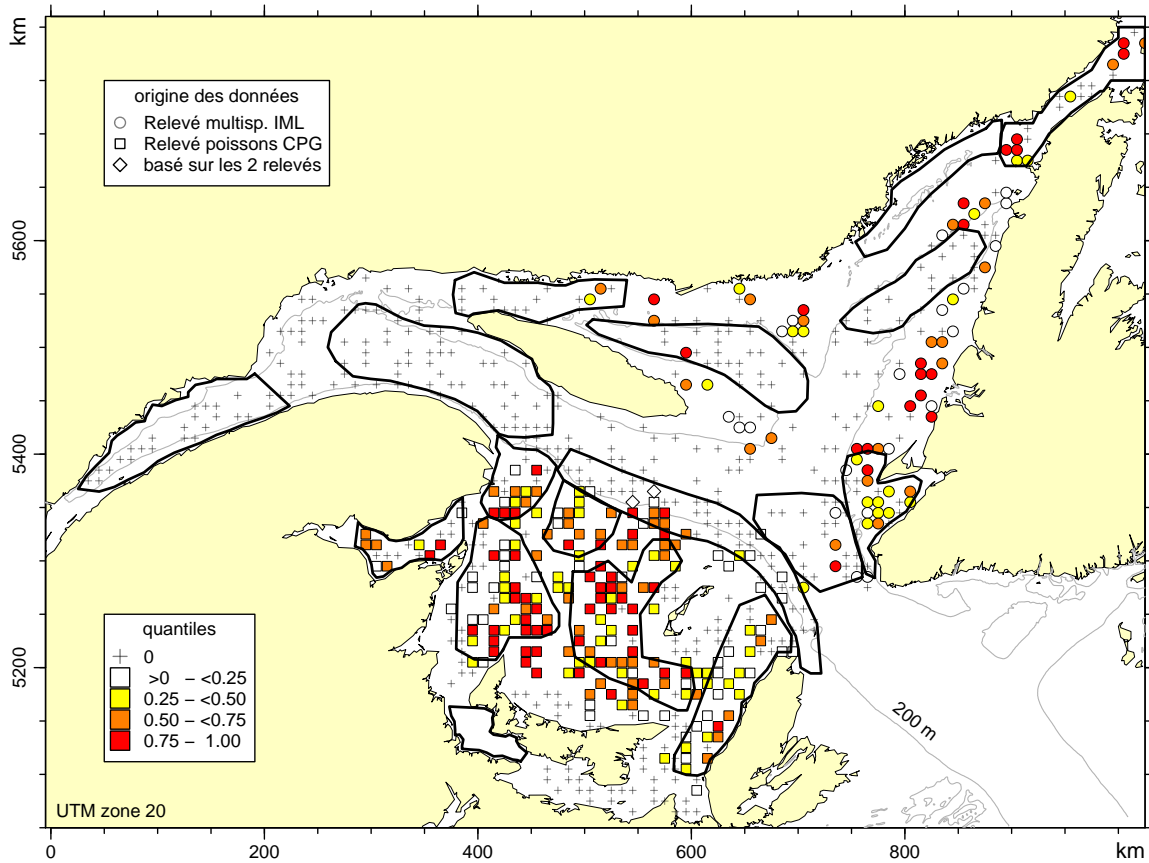 km
5600
5400
5200
origine des données
Relevé multisp. IML
Relevé poissons CPG
basé sur les 2 relevés
quantiles
0
>0 – <0.25
0.25 – <0.50
0.50 – <0.75
0.75 – 1.00
200 m
UTM zone 20
0 200 400 600 800 km